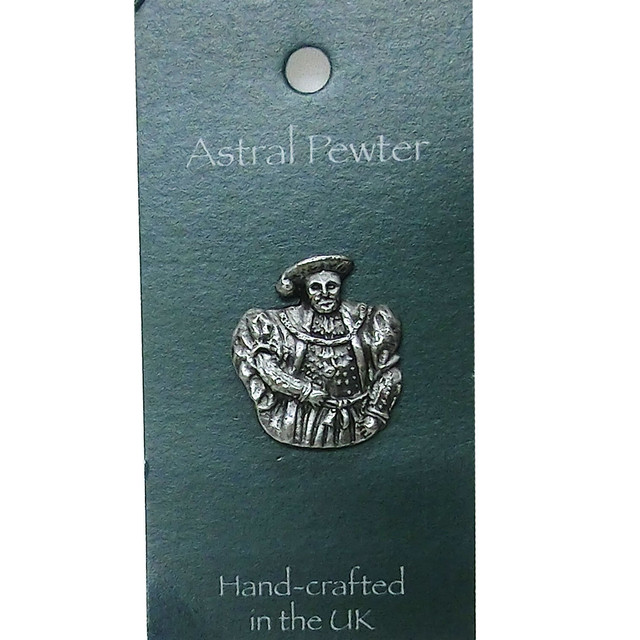 Astral Pewter
Hand-crafted
in the UK